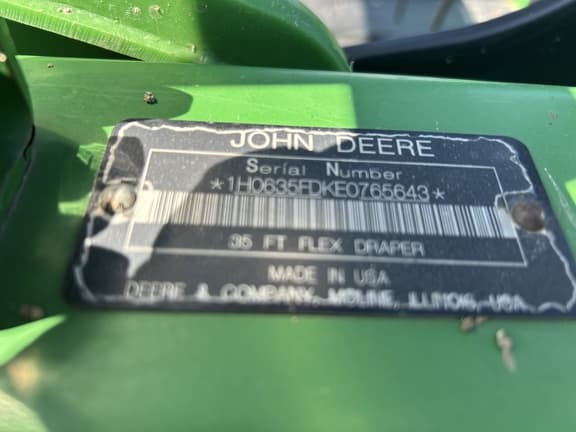 JOHN DEERE
Serial Number
*1H0635FDKE0765643*
35 FT FLEX DRAPER
MADE IN USA
DEERE & COMPANY, MOLINE, ILLINOIS, USA